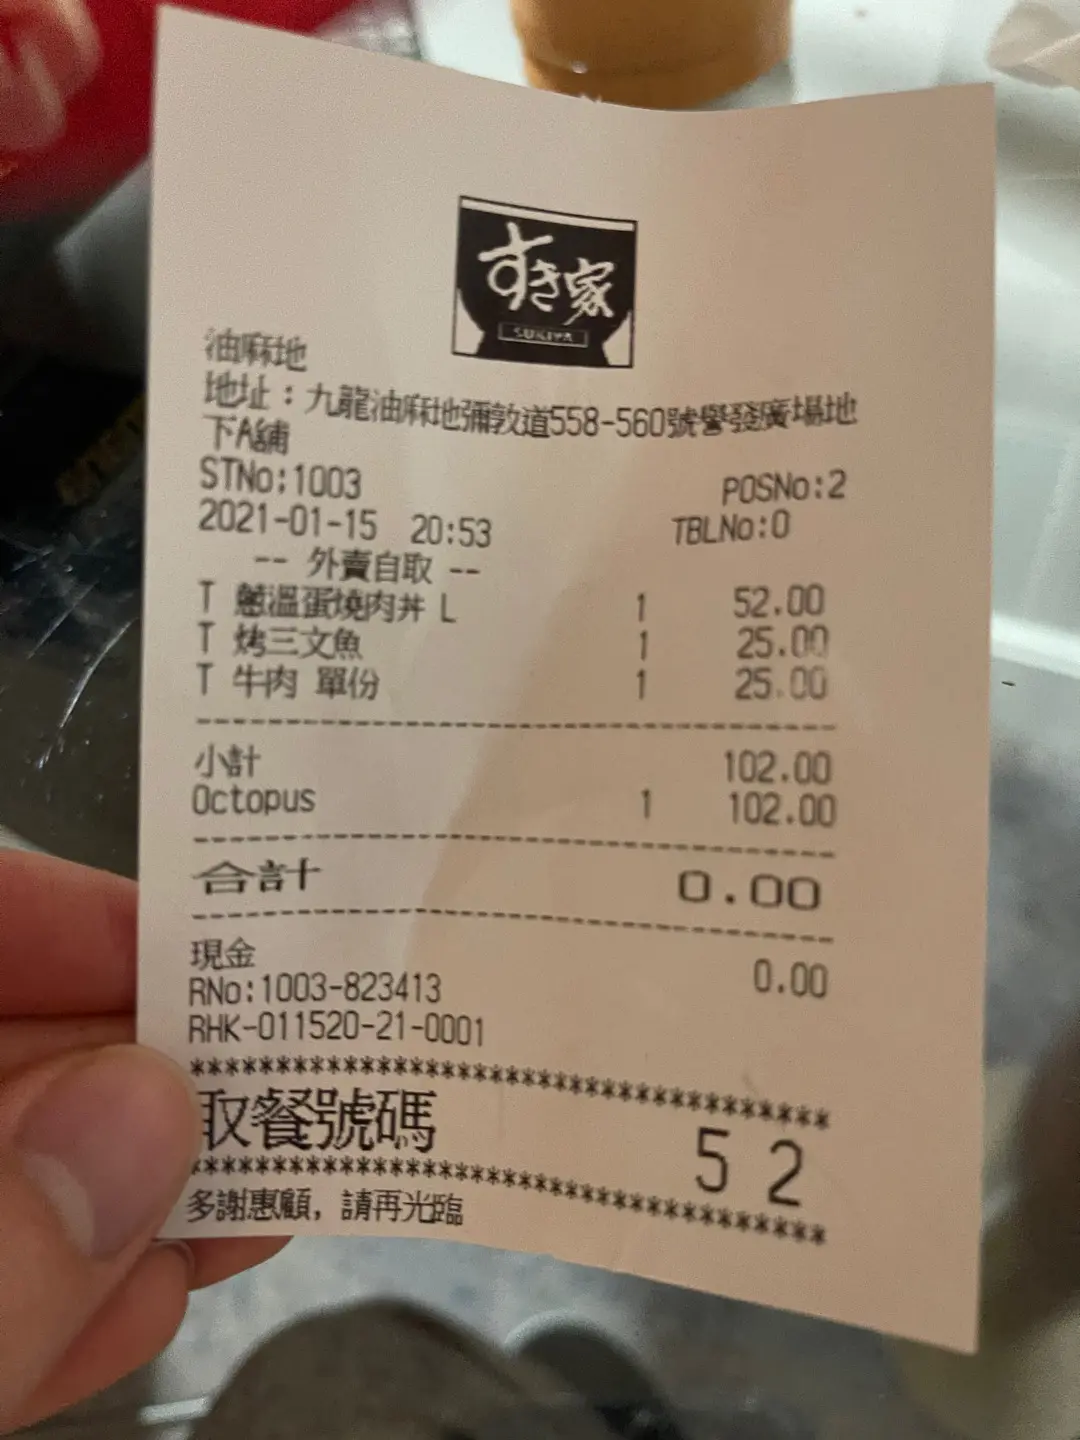 すき家
SUKIYA
油麻地
地址：九龍油麻地彌敦道558-560號譽發廣場地
下A舖
STNo:1003 POSNo:2
2021-01-15 20:53 TBLNo:0
-- 外賣自取 --
T 蔥溫蛋燒肉丼 L 1 52.00
T 烤三文魚 1 25.00
T 牛肉 單份 1 25.00
小計 102.00
Octopus 1 102.00
合計 0.00
現金 0.00
RNo:1003-823413
RHK-011520-21-0001
************************************
取餐號碼 52
************************************
多謝惠顧, 請再光臨